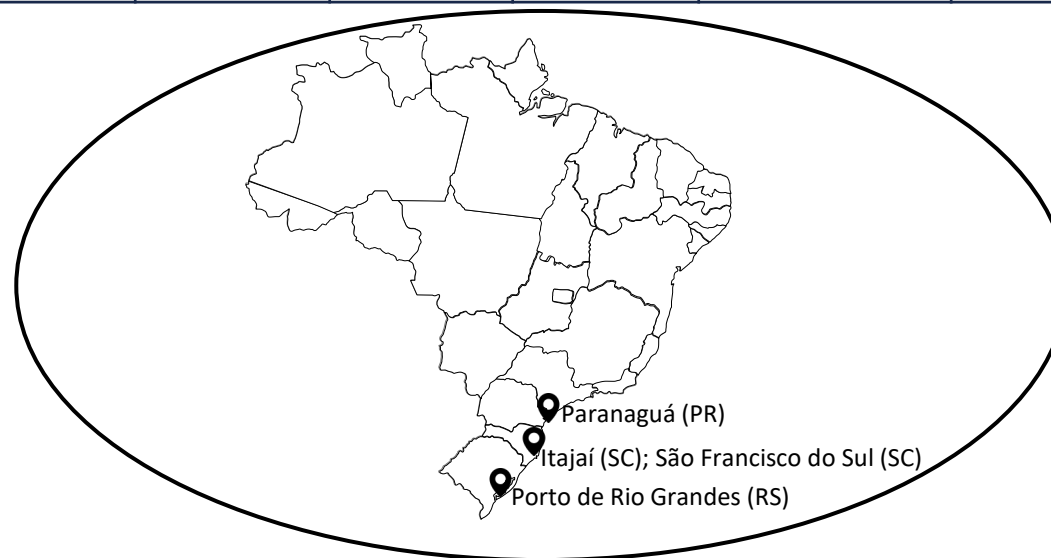 Paranaguá (PR)
Itajaí (SC); São Francisco do Sul (SC)
Porto de Rio Grandes (RS)